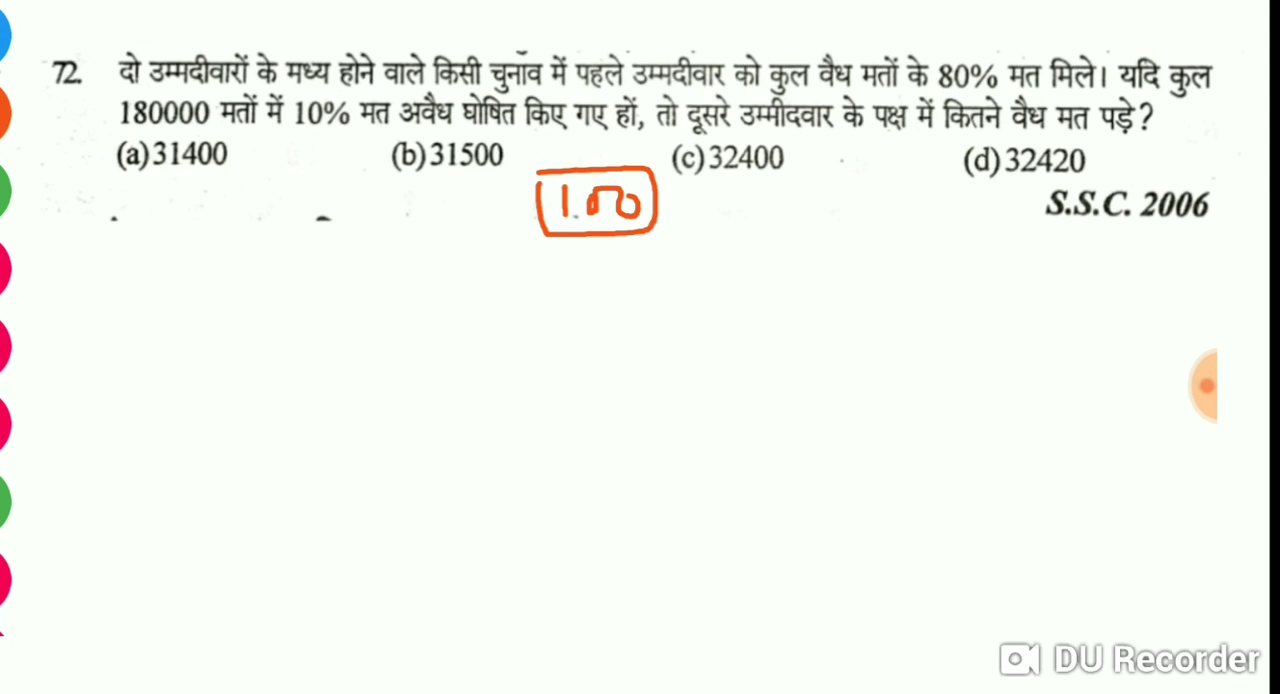 72. दो उम्मदीवारों के मध्य होने वाले किसी चुनाव में पहले उम्मदीवार को कुल वैध मतों के 80% मत मिले। यदि कुल
180000 मतों में 10% मत अवैध घोषित किए गए हों, तो दूसरे उम्मीदवार के पक्ष में कितने वैध मत पड़े?
(a) 31400 (b) 31500 (c) 32400 (d) 32420
S.S.C. 2006
DU Recorder